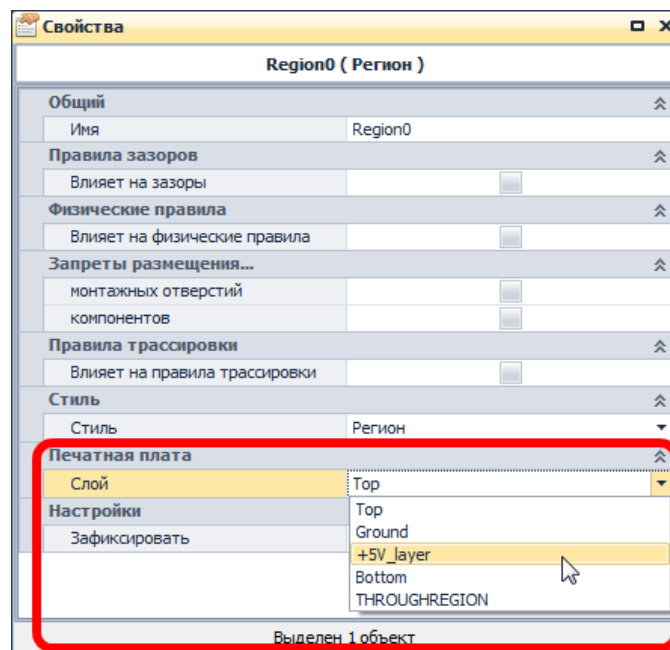 Свойства
Region0 ( Регион )
Общий
Имя Region0
Правила зазоров
Влияет на зазоры
Физические правила
Влияет на физические правила
Запреты размещения...
монтажных отверстий
компонентов
Правила трассировки
Влияет на правила трассировки
Стиль
Стиль Регион
Печатная плата
Слой Top
Настройки Top
Ground
Зафиксировать +5V_layer
Bottom
THROUGHREGION
Выделен 1 объект